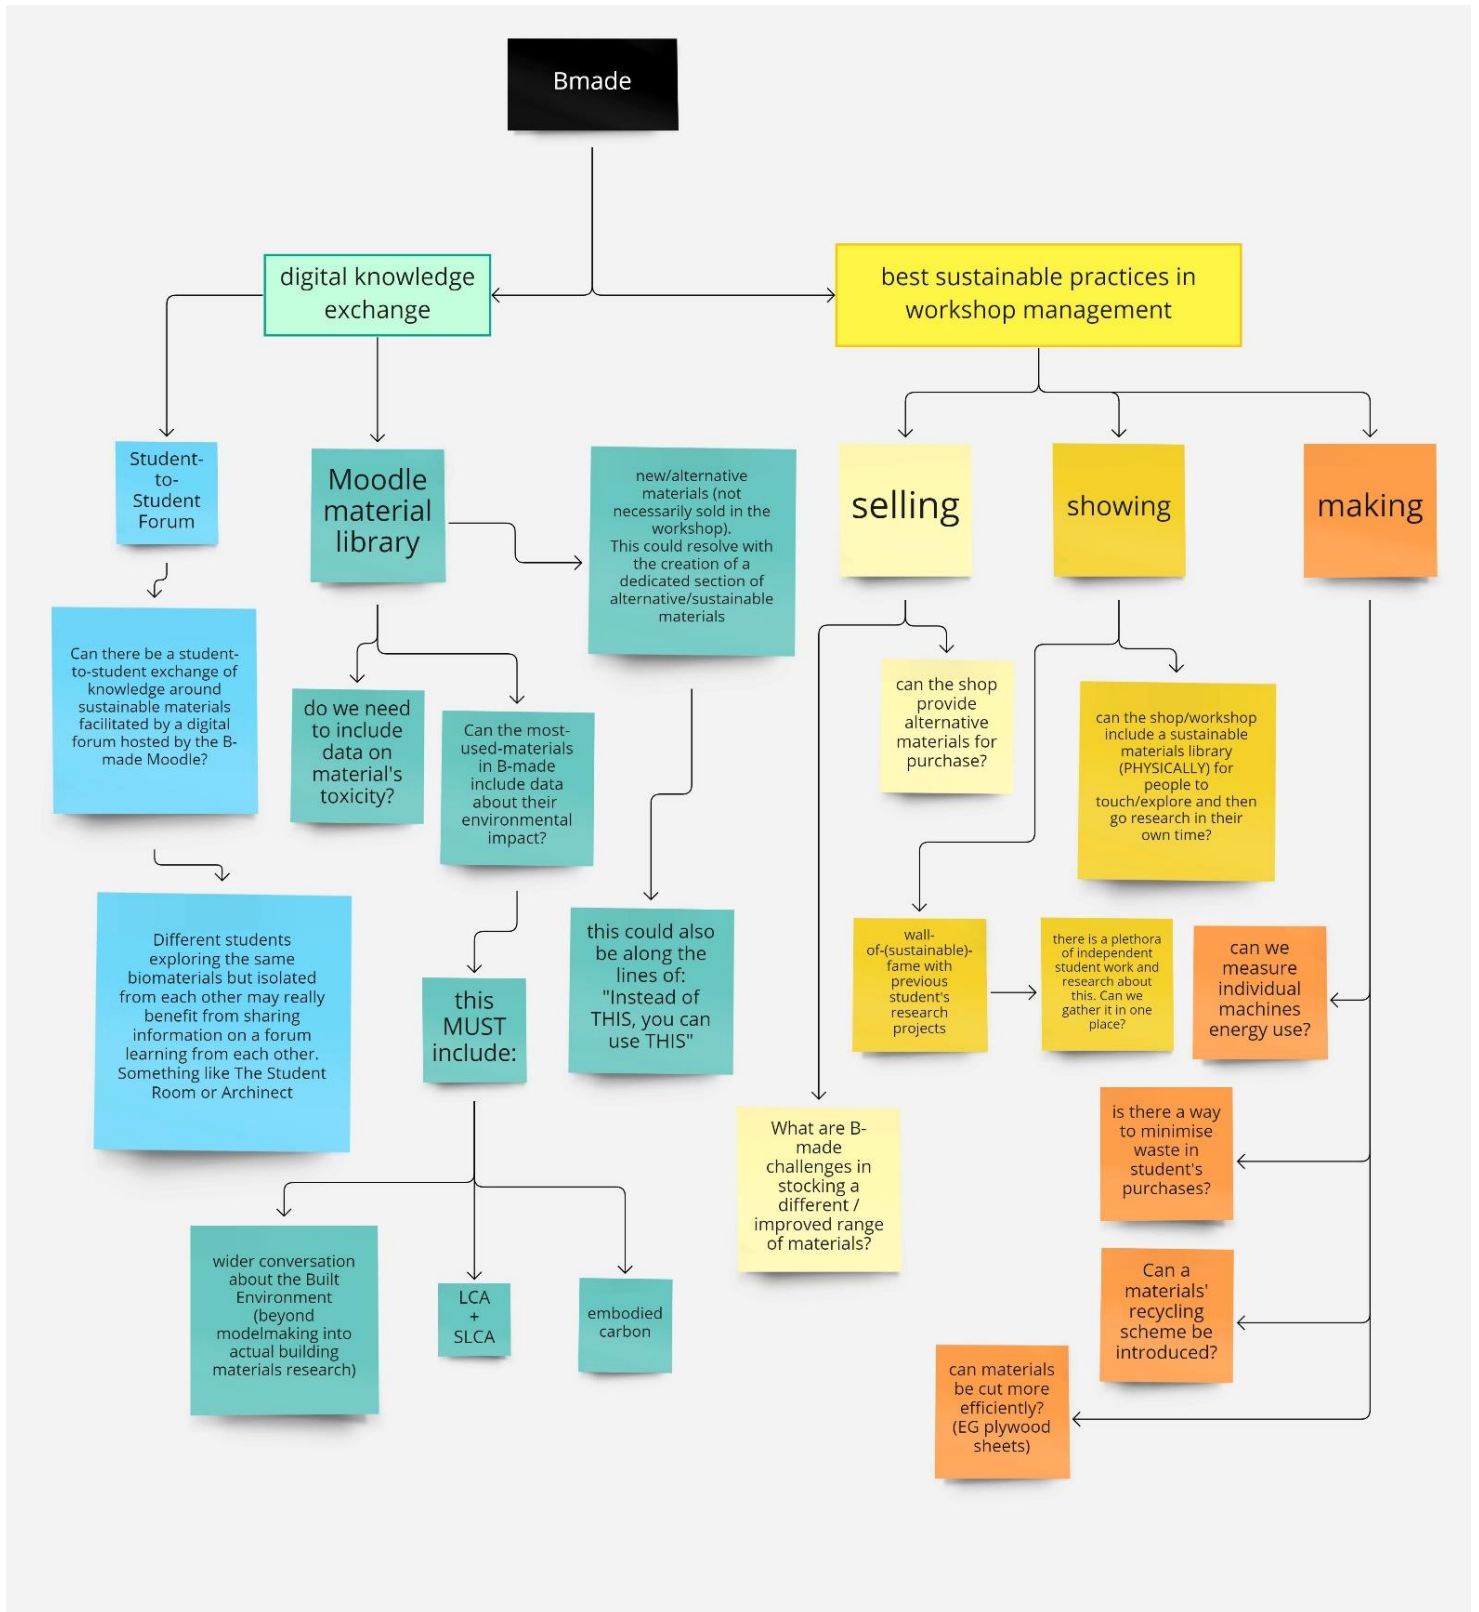 Bmade
digital knowledge
exchange
best sustainable practices in
workshop management
Student-
to-
Student
Forum
Can there be a student-
to-student exchange of
knowledge around
sustainable materials
facilitated by a digital
forum hosted by the B-
made Moodle?
Different students
exploring the same
biomaterials but isolated
from each other may really
benefit from sharing
information on a forum
learning from each other.
Something like The Student
Room or Archinect
Moodle
material
library
do we need
to include
data on
material's
toxicity?
Can the most-
used-materials
in B-made
include data
about their
environmental
impact?
this
MUST
include:
wider conversation
about the Built
Environment
(beyond
modelmaking into
actual building
materials research)
LCA
+
SLCA
embodied
carbon
new/alternative
materials (not
necessarily sold in the
workshop).
This could resolve with
the creation of a
dedicated section of
alternative/sustainable
materials
this could also
be along the
lines of:
"Instead of
THIS, you can
use THIS"
selling
can the shop
provide
alternative
materials for
purchase?
What are B-
made
challenges in
stocking a
different /
improved range
of materials?
showing
can the shop/workshop
include a sustainable
materials library
(PHYSICALLY) for
people to
touch/explore and then
go research in their
own time?
wall-
of-(sustainable)-
fame with
previous
student's
research
projects
there is a plethora
of independent
student work and
research about
this. Can we
gather it in one
place?
making
can we
measure
individual
machines
energy use?
is there a way
to minimise
waste in
student's
purchases?
Can a
materials'
recycling
scheme be
introduced?
can materials
be cut more
efficiently?
(EG plywood
sheets)